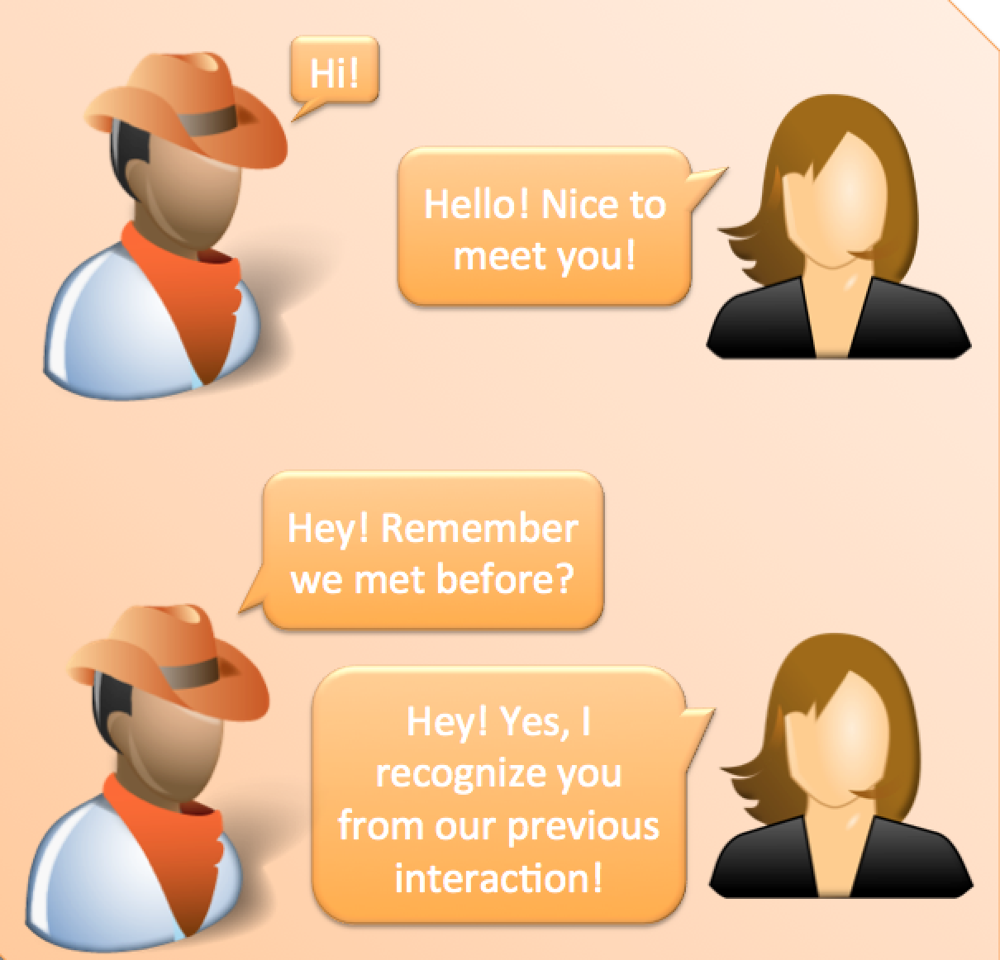 Hi!
Hello! Nice to
meet you!
Hey! Remember
we met before?
Hey! Yes, I
recognize you
from our previous
interaction!